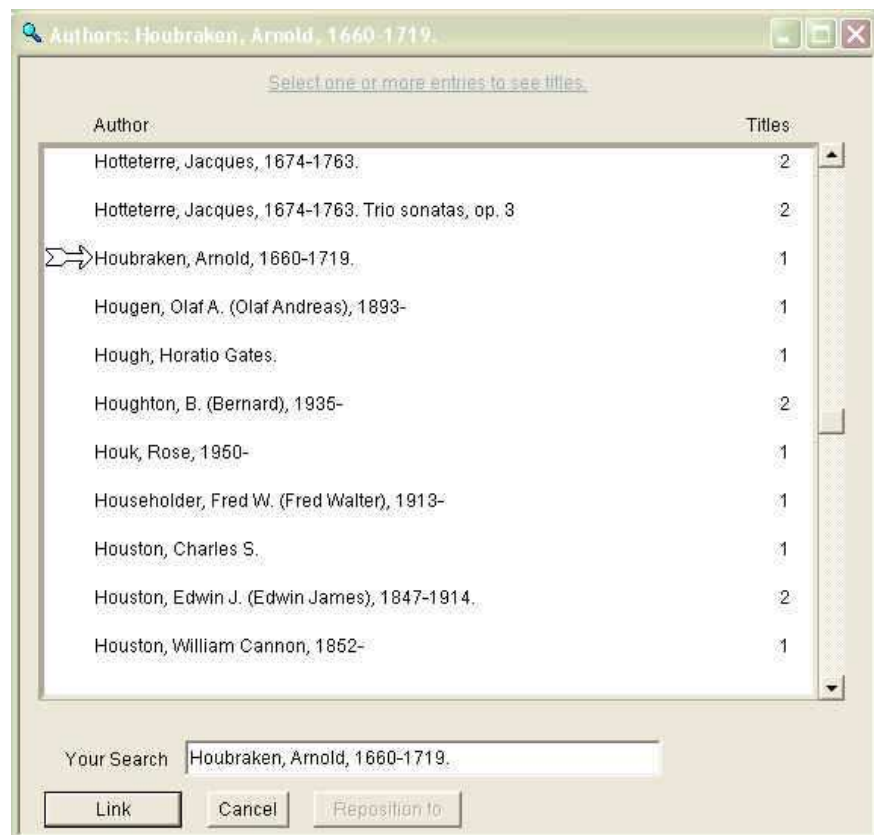 Authors: Houbraken, Arnold, 1660-1719.
Select one or more entries to see titles.
Author Titles
Hotteterre, Jacques, 1674-1763. 2
Hotteterre, Jacques, 1674-1763. Trio sonatas, op. 3 2
Houbraken, Arnold, 1660-1719. 1
Hougen, Olaf A. (Olaf Andreas), 1893- 1
Hough, Horatio Gates. 1
Houghton, B. (Bernard), 1935- 2
Houk, Rose, 1950- 1
Householder, Fred W. (Fred Walter), 1913- 1
Houston, Charles S. 1
Houston, Edwin J. (Edwin James), 1847-1914. 2
Houston, William Cannon, 1852- 1
Your Search Houbraken, Arnold, 1660-1719.
Link Cancel Reposition to